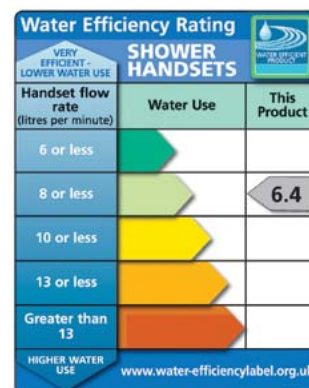 Water Efficiency Rating
VERY
EFFICIENT -
LOWER WATER USE
SHOWER
HANDSETS
WATER EFFICIENT
PRODUCT
Handset flow
rate
(litres per minute)
Water Use
This
Product
6 or less
8 or less
6.4
10 or less
13 or less
Greater than
13
HIGHER WATER
USE
www.water-efficiencylabel.org.uk